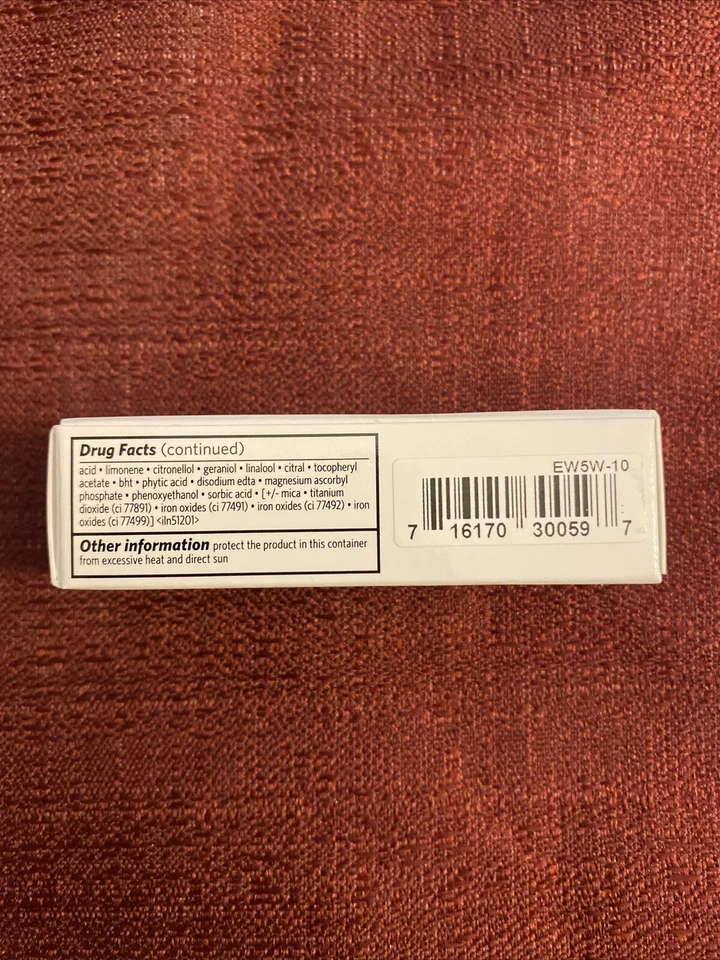 Drug Facts (continued)
acid • limonene • citronellol • geraniol • linalool • citral • tocopheryl
acetate • bht • phytic acid • disodium edta • magnesium ascorbyl
phosphate • phenoxyethanol • sorbic acid • [+/- mica • titanium
dioxide (ci 77891) • iron oxides (ci 77491) • iron oxides (ci 77492) • iron
oxides (ci 77499)] <iln51201>
Other information protect the product in this container
from excessive heat and direct sun
EW5W-10
7 16170 30059 7